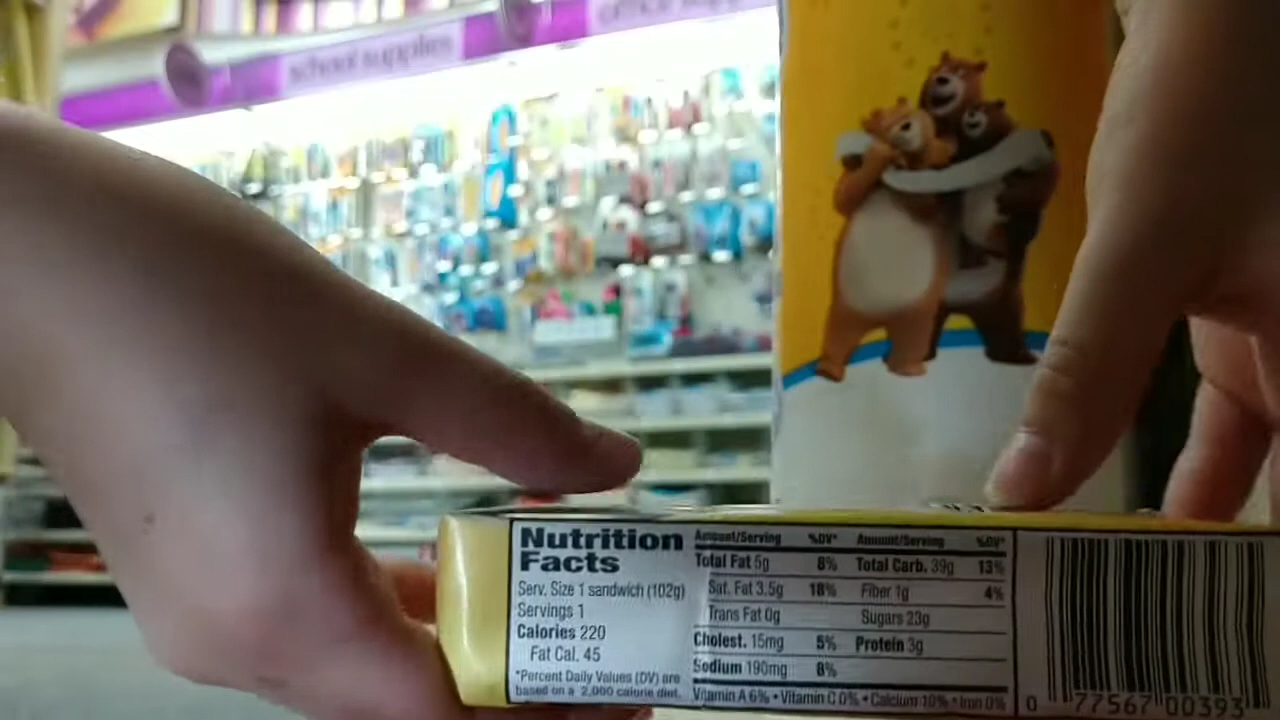 school supplies
office supp
Nutrition
Facts
Serv. Size 1 sandwich (102g)
Servings 1
Calories 220
Fat Cal. 45
*Percent Daily Values (DV) are
based on a 2,000 calorie diet.
Amount/Serving %DV* Amount/Serving %DV*
Total Fat 5g 8% Total Carb. 39g 13%
Sat. Fat 3.5g 18% Fiber 1g 4%
Trans Fat 0g Sugars 23g
Cholest. 15mg 5% Protein 3g
Sodium 190mg 8%
Vitamin A 6% • Vitamin C 0% • Calcium 10% • Iron 0%
0 77567 00393